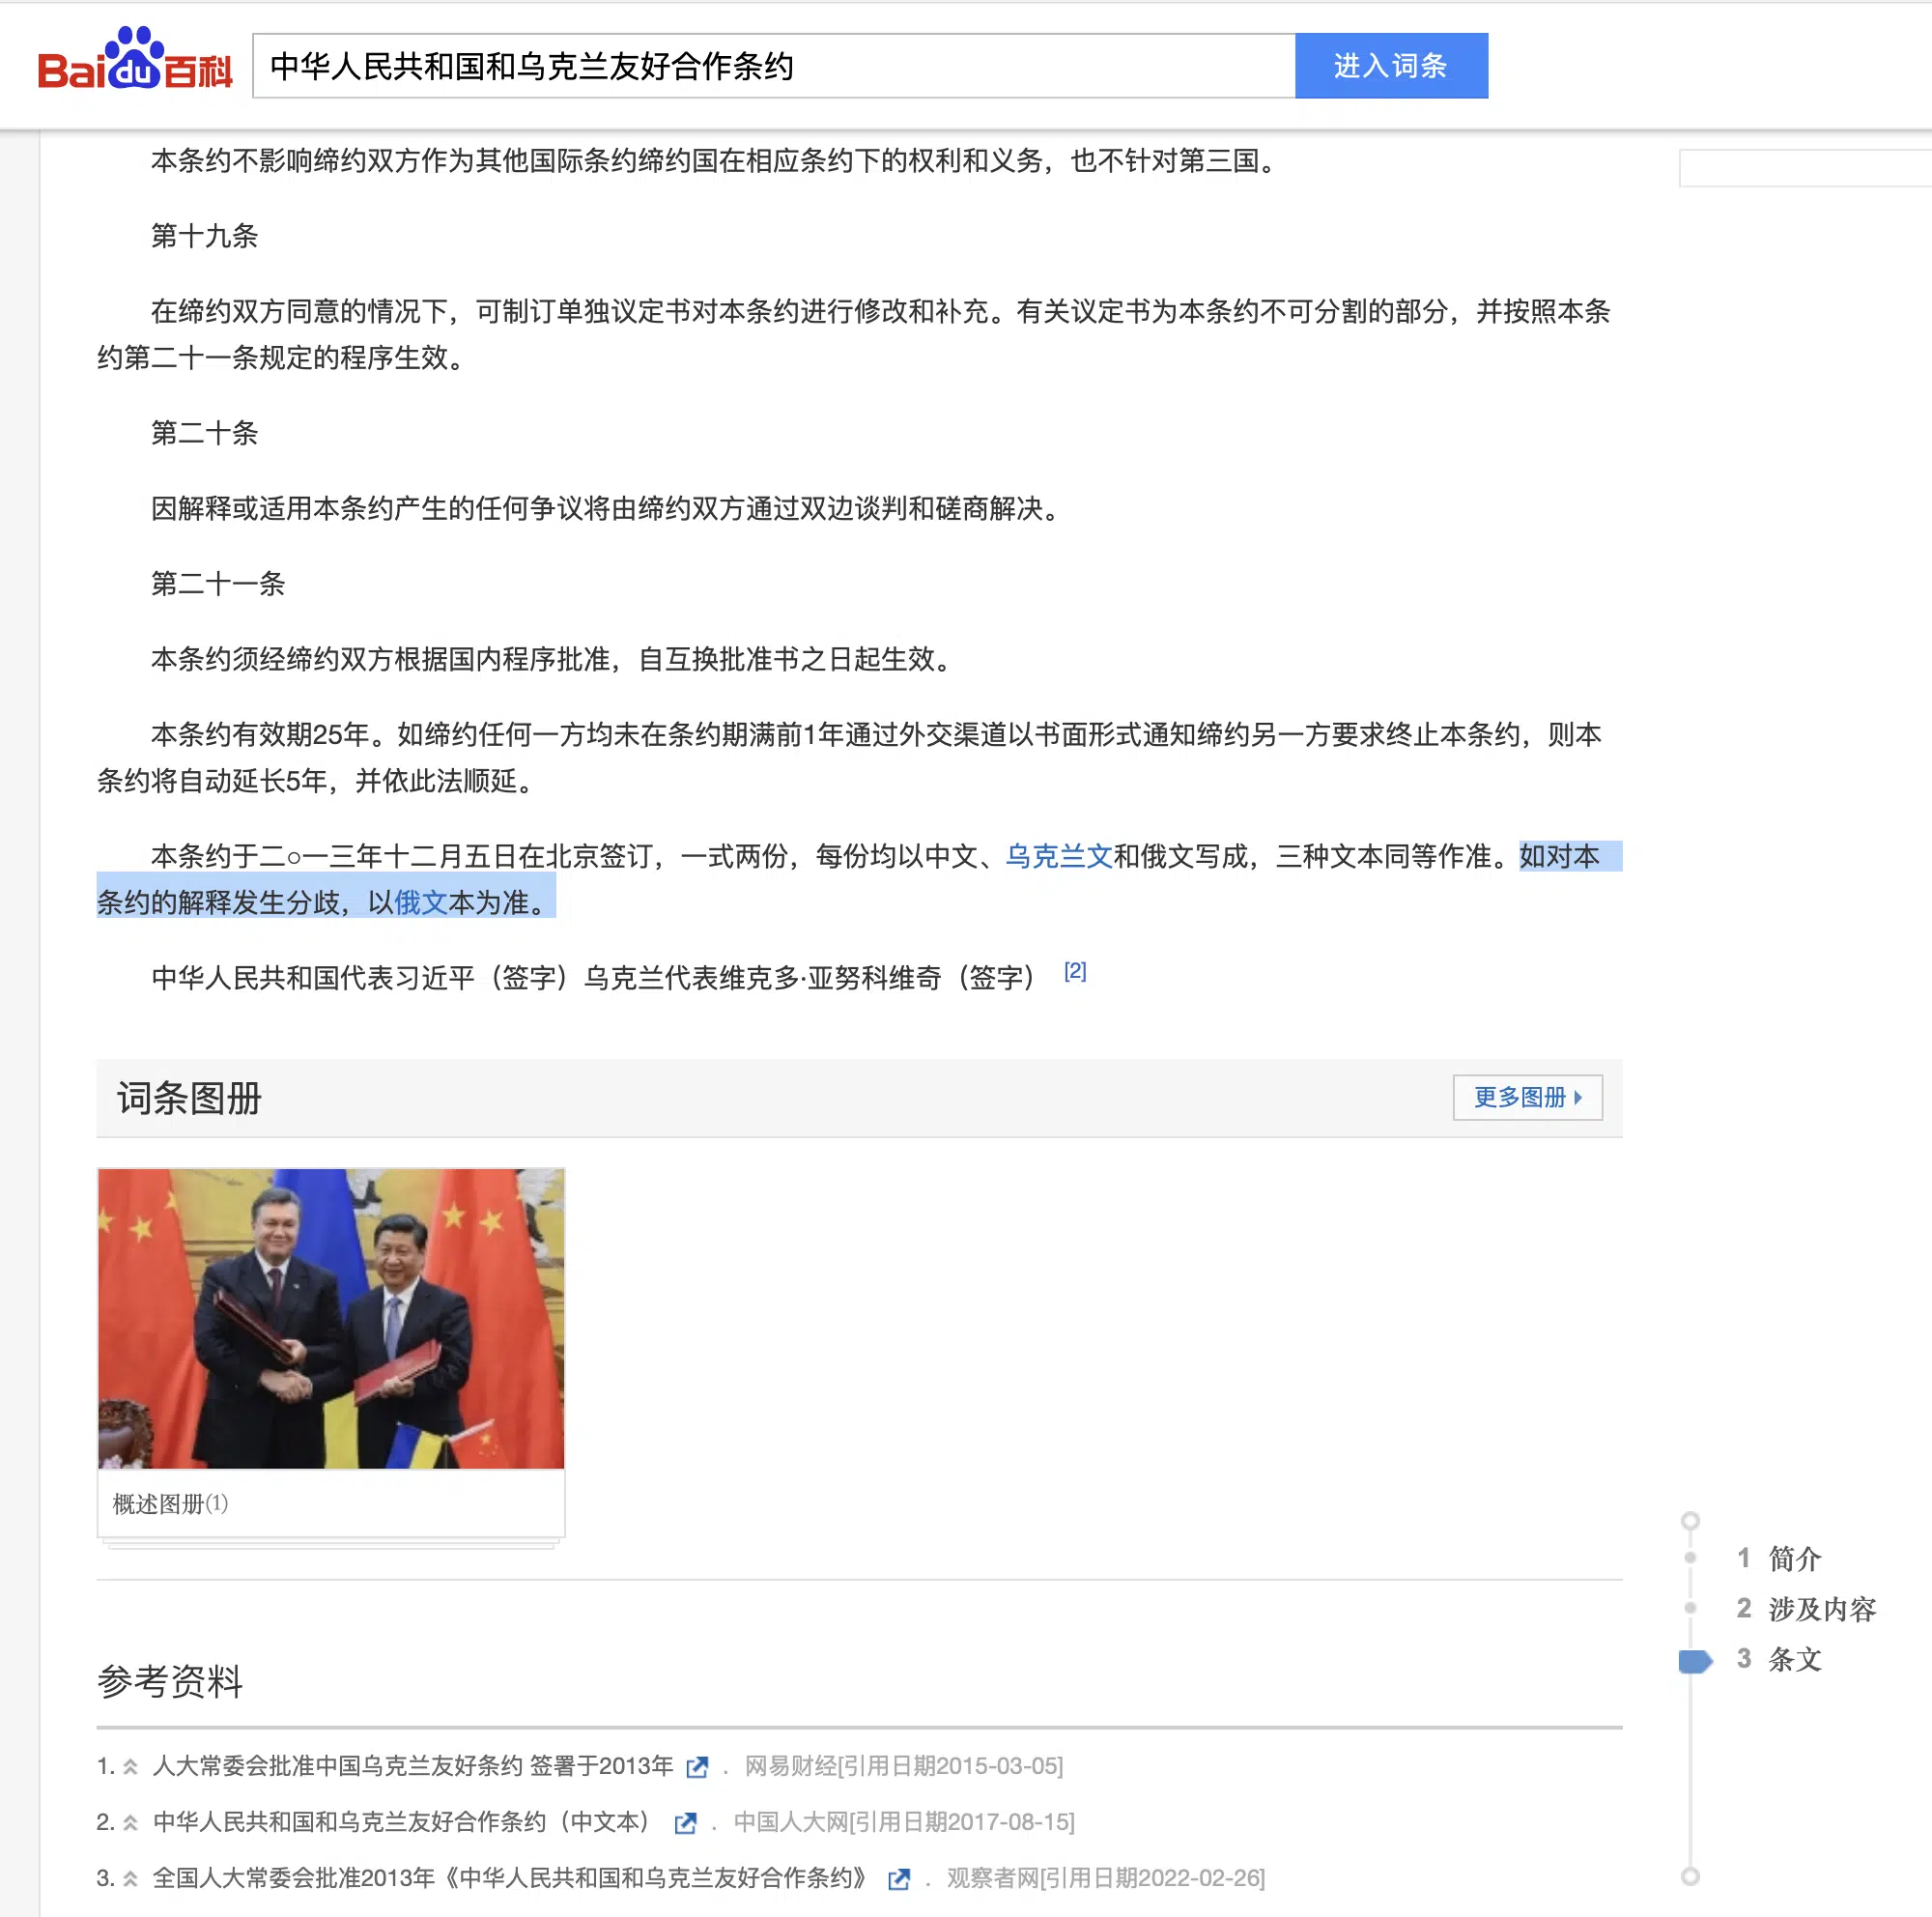 Baidu百科
中华人民共和国和乌克兰友好合作条约
进入词条
本条约不影响缔约双方作为其他国际条约缔约国在相应条约下的权利和义务，也不针对第三国。
第十九条
在缔约双方同意的情况下，可制订单独议定书对本条约进行修改和补充。有关议定书为本条约不可分割的部分，并按照本条
约第二十一条规定的程序生效。
第二十条
因解释或适用本条约产生的任何争议将由缔约双方通过双边谈判和磋商解决。
第二十一条
本条约须经缔约双方根据国内程序批准，自互换批准书之日起生效。
本条约有效期25年。如缔约任何一方均未在条约期满前1年通过外交渠道以书面形式通知缔约另一方要求终止本条约，则本
条约将自动延长5年，并依此法顺延。
本条约于二○一三年十二月五日在北京签订，一式两份，每份均以中文、乌克兰文和俄文写成，三种文本同等作准。如对本
条约的解释发生分歧，以俄文本为准。
中华人民共和国代表习近平（签字）乌克兰代表维克多·亚努科维奇（签字） [2]
词条图册
更多图册
概述图册(1)
1 简介
2 涉及内容
3 条文
参考资料
1. 人大常委会批准中国乌克兰友好条约 签署于2013年 ．网易财经[引用日期2015-03-05]
2. 中华人民共和国和乌克兰友好合作条约（中文本） ．中国人大网[引用日期2017-08-15]
3. 全国人大常委会批准2013年《中华人民共和国和乌克兰友好合作条约》 ．观察者网[引用日期2022-02-26]